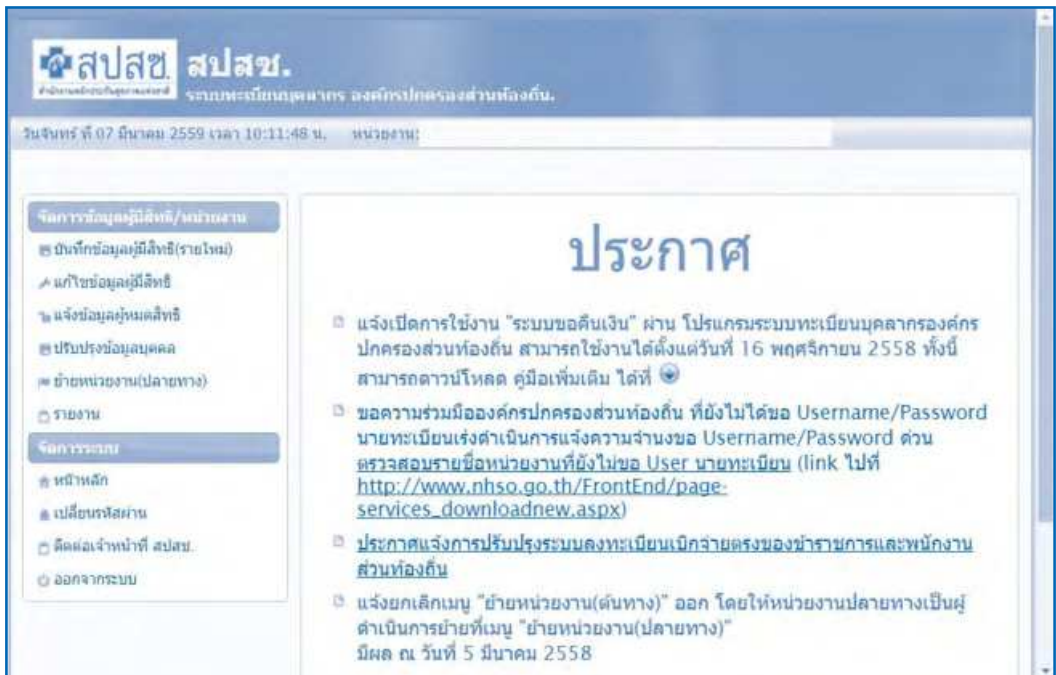 สปสช.
สำนักงานหลักประกันสุขภาพแห่งชาติ
สปสช.
ระบบทะเบียนบุคลากร องค์กรปกครองส่วนท้องถิ่น.
วันจันทร์ ที่ 07 มีนาคม 2559 เวลา 10:11:48 น. หน่วยงาน:
จัดการข้อมูลผู้มีสิทธิ/หน่วยงาน
บันทึกข้อมูลผู้มีสิทธิ(รายใหม่)
แก้ไขข้อมูลผู้มีสิทธิ
แจ้งข้อมูลผู้หมดสิทธิ
ปรับปรุงข้อมูลบุคคล
ย้ายหน่วยงาน(ปลายทาง)
รายงาน
จัดการระบบ
หน้าหลัก
เปลี่ยนรหัสผ่าน
ติดต่อเจ้าหน้าที่ สปสช.
ออกจากระบบ
ประกาศ
แจ้งเปิดการใช้งาน "ระบบขอคืนเงิน" ผ่าน โปรแกรมระบบทะเบียนบุคลากรองค์กร
ปกครองส่วนท้องถิ่น สามารถใช้งานได้ตั้งแต่วันที่ 16 พฤศจิกายน 2558 ทั้งนี้
สามารถดาวน์โหลด คู่มือเพิ่มเติม ได้ที่
ขอความร่วมมือองค์กรปกครองส่วนท้องถิ่น ที่ยังไม่ได้ขอ Username/Password
นายทะเบียนเร่งดำเนินการแจ้งความจำนงขอ Username/Password ด่วน
ตรวจสอบรายชื่อหน่วยงานที่ยังไม่ขอ User นายทะเบียน (link ไปที่
http://www.nhso.go.th/FrontEnd/page-
services_downloadnew.aspx)
ประกาศแจ้งการปรับปรุงระบบลงทะเบียนเบิกจ่ายตรงของข้าราชการและพนักงาน
ส่วนท้องถิ่น
แจ้งยกเลิกเมนู "ย้ายหน่วยงาน(ต้นทาง)" ออก โดยให้หน่วยงานปลายทางเป็นผู้
ดำเนินการย้ายที่เมนู "ย้ายหน่วยงาน(ปลายทาง)"
มีผล ณ วันที่ 5 มีนาคม 2558